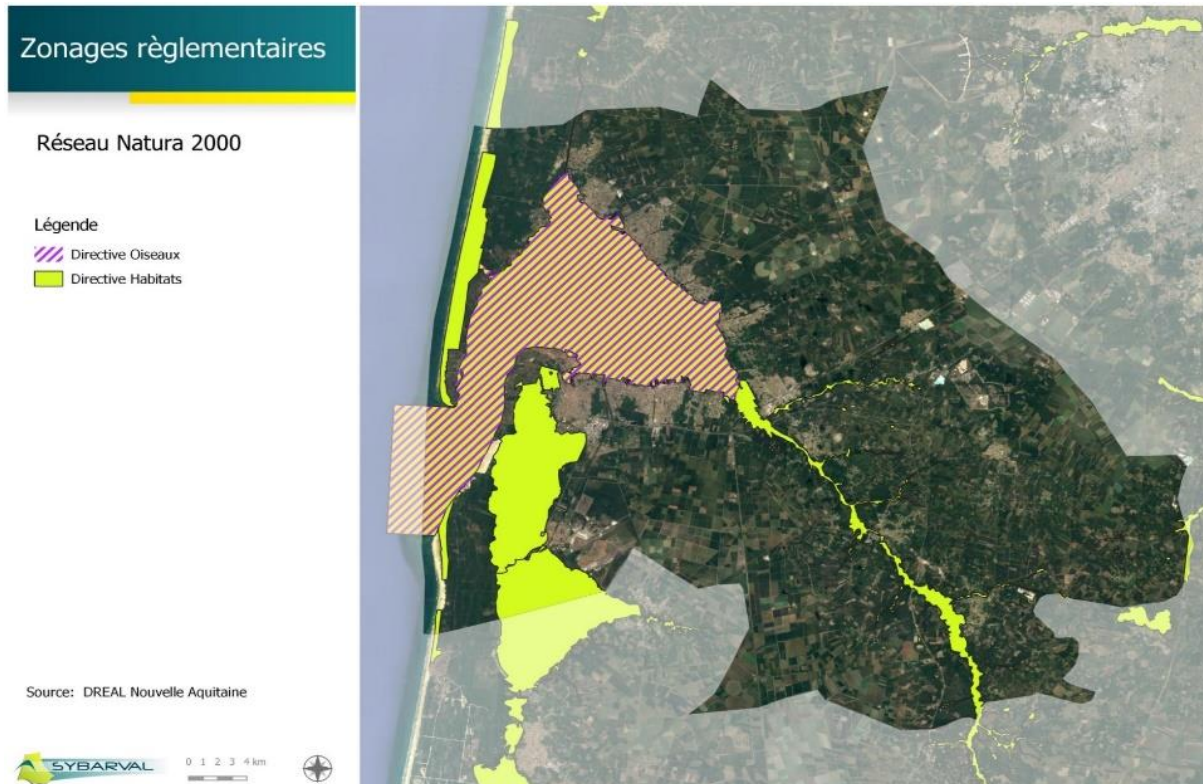 Zonages règlementaires
Réseau Natura 2000
Légende
Directive Oiseaux
Directive Habitats
Source: DREAL Nouvelle Aquitaine
SYBARVAL
0 1 2 3 4 km